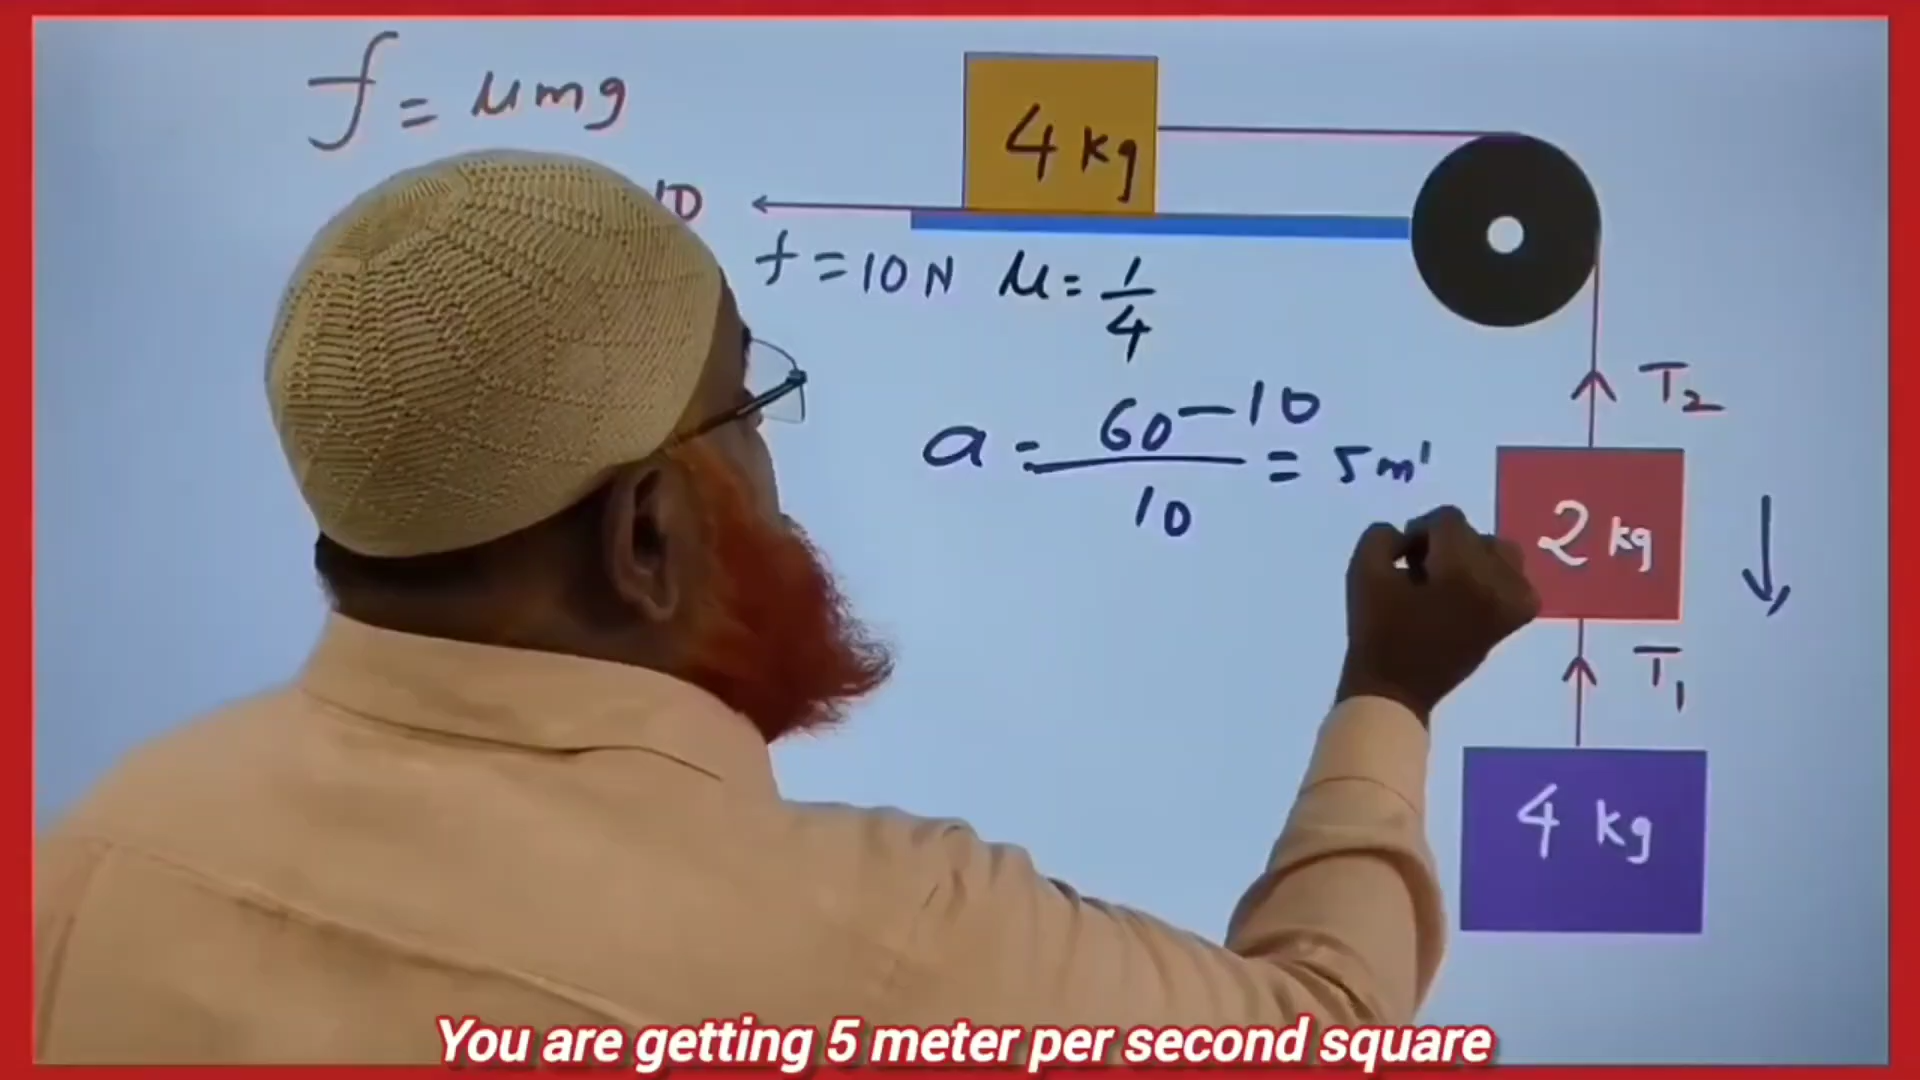 f = μmg
4 kg
10
f = 10 N μ = 1/4
T2
a = 60 - 10 / 10 = 5 m
2 kg
T1
4 kg
You are getting 5 meter per second square